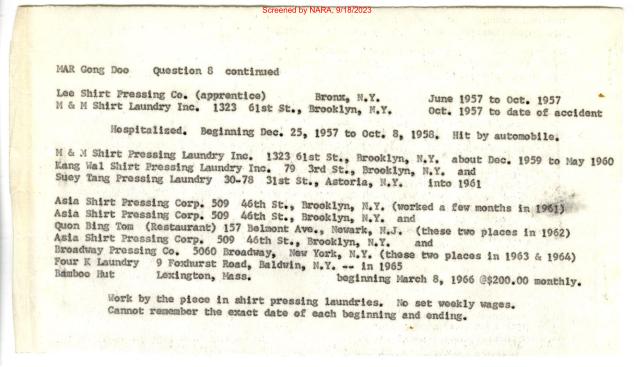 Screened by NARA, 9/18/2023
MAR Gong Doo Question 8 continued
Lee Shirt Pressing Co. (apprentice) Bronx, N.Y. June 1957 to Oct. 1957
M & M Shirt Laundry Inc. 1323 61st St., Brooklyn, N.Y. Oct. 1957 to date of accident
Hospitalized. Beginning Dec. 25, 1957 to Oct. 8, 1958. Hit by automobile.
M & M Shirt Pressing Laundry Inc. 1323 61st St., Brooklyn, N.Y. about Dec. 1959 to May 1960
Kang Wal Shirt Pressing Laundry Inc. 79 3rd St., Brooklyn, N.Y. and
Suey Tang Pressing Laundry 30-78 31st St., Astoria, N.Y. into 1961
Asia Shirt Pressing Corp. 509 46th St., Brooklyn, N.Y. (worked a few months in 1961)
Asia Shirt Pressing Corp. 509 46th St., Brooklyn, N.Y. and
Quon Bing Tom (Restaurant) 157 Belmont Ave., Newark, N.J. (these two places in 1962)
Asia Shirt Pressing Corp. 509 46th St., Brooklyn, N.Y. and
Broadway Pressing Co. 5060 Broadway, New York, N.Y. (these two places in 1963 & 1964)
Four K Laundry 9 Foxhurst Road, Baldwin, N.Y. -- in 1965
Bamboo Hut Lexington, Mass. beginning March 8, 1966 @$200.00 monthly.
Work by the piece in shirt pressing laundries. No set weekly wages.
Cannot remember the exact date of each beginning and ending.